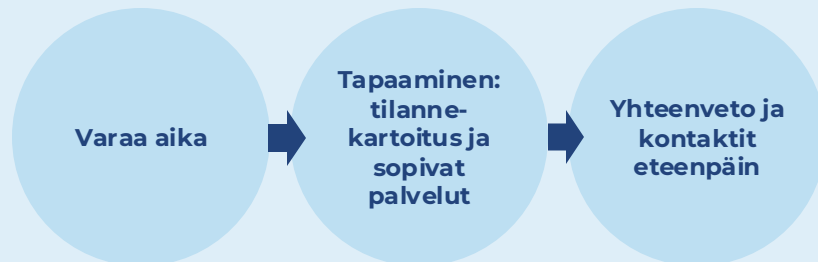 Varaa aika
Tapaaminen:
tilanne-
kartoitus ja
sopivat
palvelut
Yhteenveto ja
kontaktit
eteenpäin